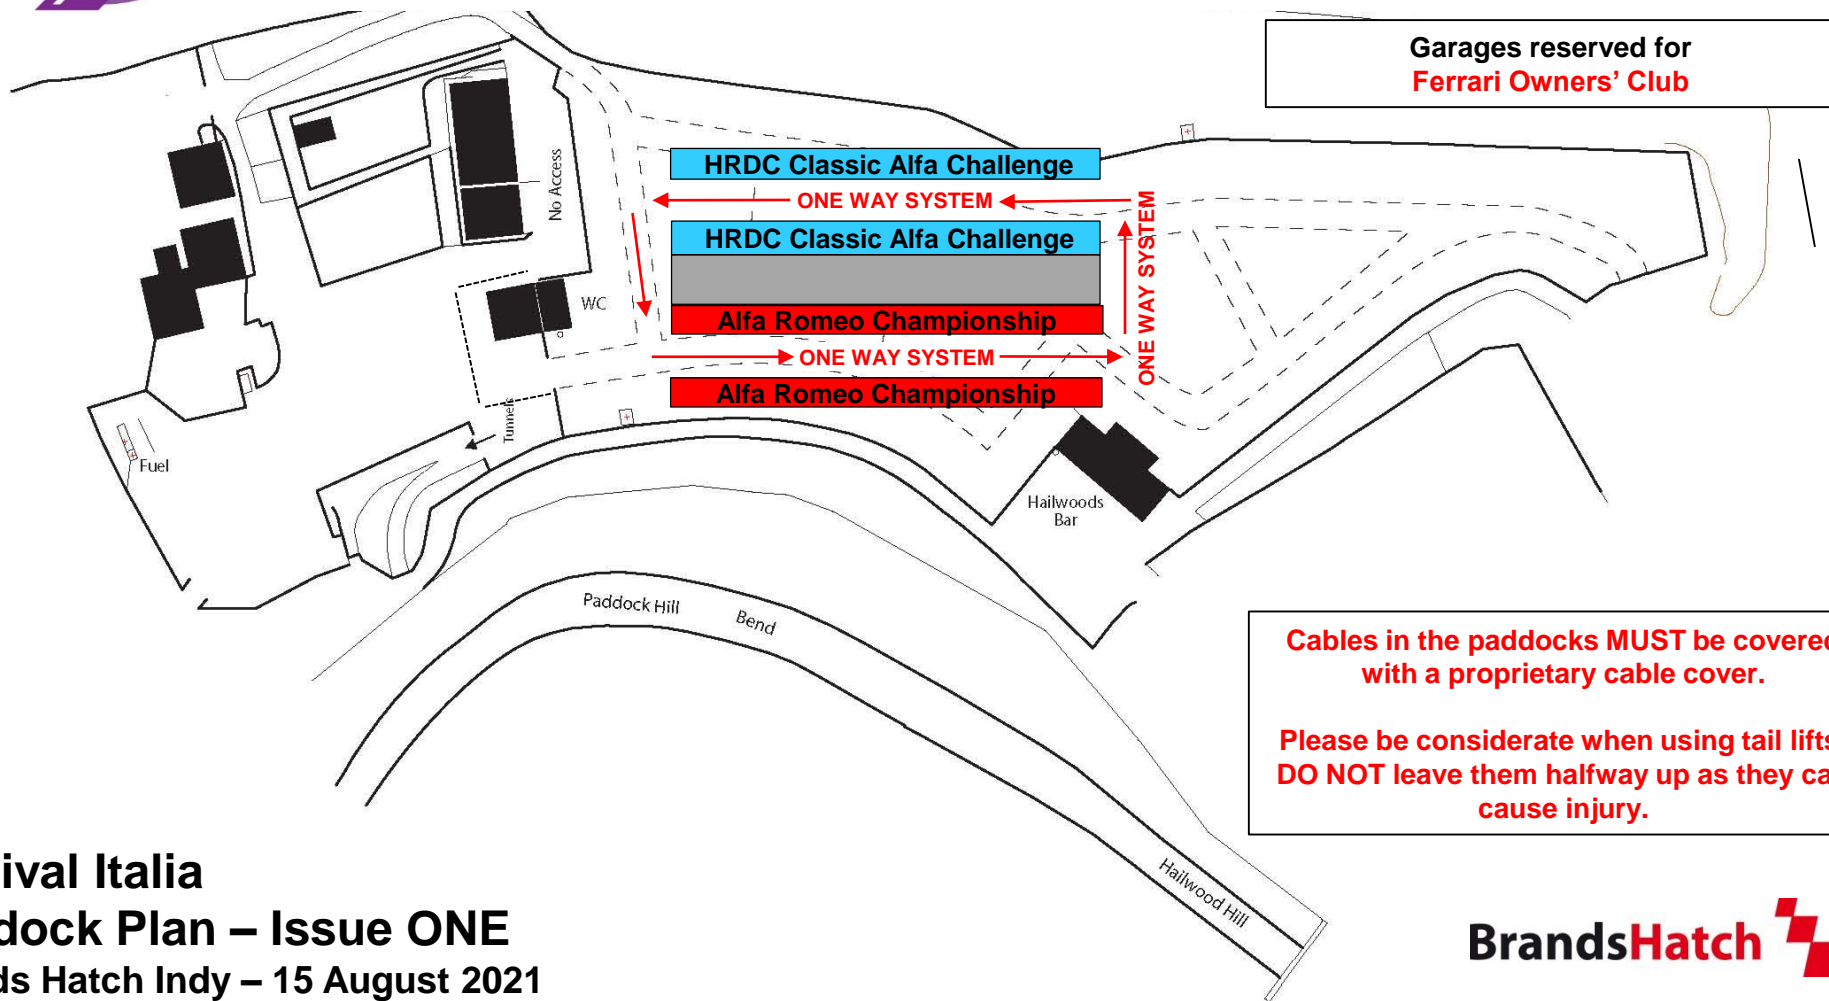 Garages reserved for
Ferrari Owners’ Club
HRDC Classic Alfa Challenge
ONE WAY SYSTEM
HRDC Classic Alfa Challenge
ONE WAY SYSTEM
Alfa Romeo Championship
ONE WAY SYSTEM
Alfa Romeo Championship
No Access
WC
Tunnels
Fuel
Hailwoods
Bar
Paddock Hill Bend
Hailwood Hill
Cables in the paddocks MUST be covered
with a proprietary cable cover.
Please be considerate when using tail lifts
DO NOT leave them halfway up as they ca
cause injury.
ival Italia
dock Plan – Issue ONE
ds Hatch Indy – 15 August 2021
BrandsHatch